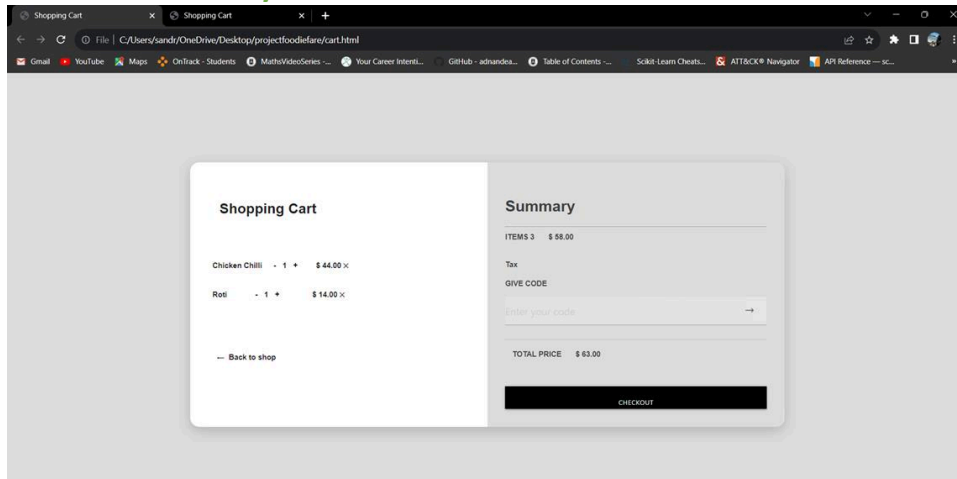 Shopping Cart
Shopping Cart
File | C:/Users/sandr/OneDrive/Desktop/projectfoodiefare/cart.html
Gmail YouTube Maps OnTrack - Students MathsVideoSeries -... Your Career Intenti... GitHub - adnandea... Table of Contents -... Scikit-Learn Cheats... ATT&CK® Navigator API Reference — sc... »
Shopping Cart
Chicken Chilli - 1 + $ 44.00 ×
Roti - 1 + $ 14.00 ×
← Back to shop
Summary
ITEMS 3 $ 58.00
Tax
GIVE CODE
Enter your code →
TOTAL PRICE $ 63.00
CHECKOUT